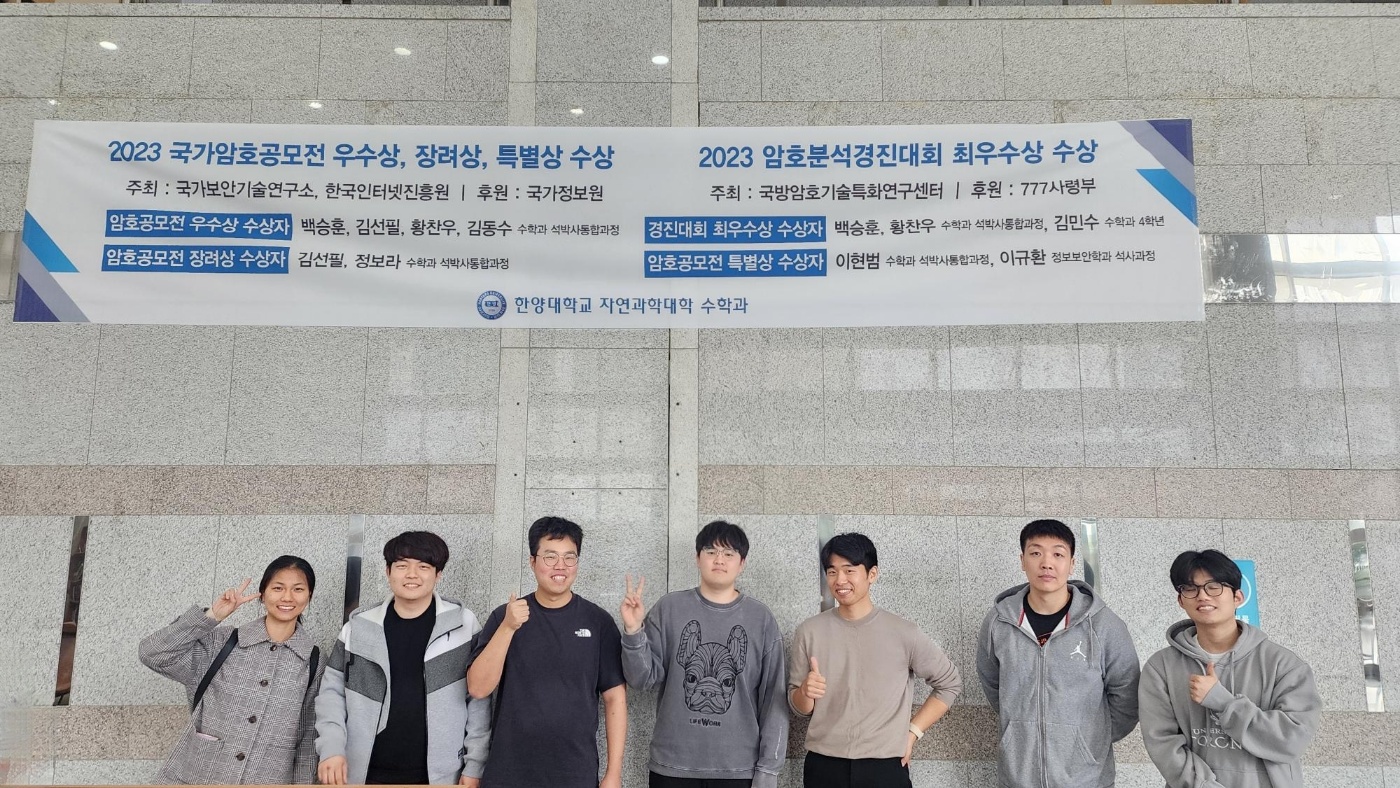 2023 국가암호공모전 우수상, 장려상, 특별상 수상
주최 : 국가보안기술연구소, 한국인터넷진흥원 | 후원 : 국가정보원
암호공모전 우수상 수상자 백승훈, 김선필, 황찬우, 김동수 수학과 석박사통합과정
암호공모전 장려상 수상자 김선필, 정보라 수학과 석박사통합과정
2023 암호분석경진대회 최우수상 수상
주최 : 국방암호기술특화연구센터 | 후원 : 777사령부
경진대회 최우수상 수상자 백승훈, 황찬우 수학과 석박사통합과정, 김민수 수학과 4학년
암호공모전 특별상 수상자 이현범 수학과 석박사통합과정, 이규환 정보보안학과 석사과정
한양대학교 자연과학대학 수학과
THE NORTH FACE